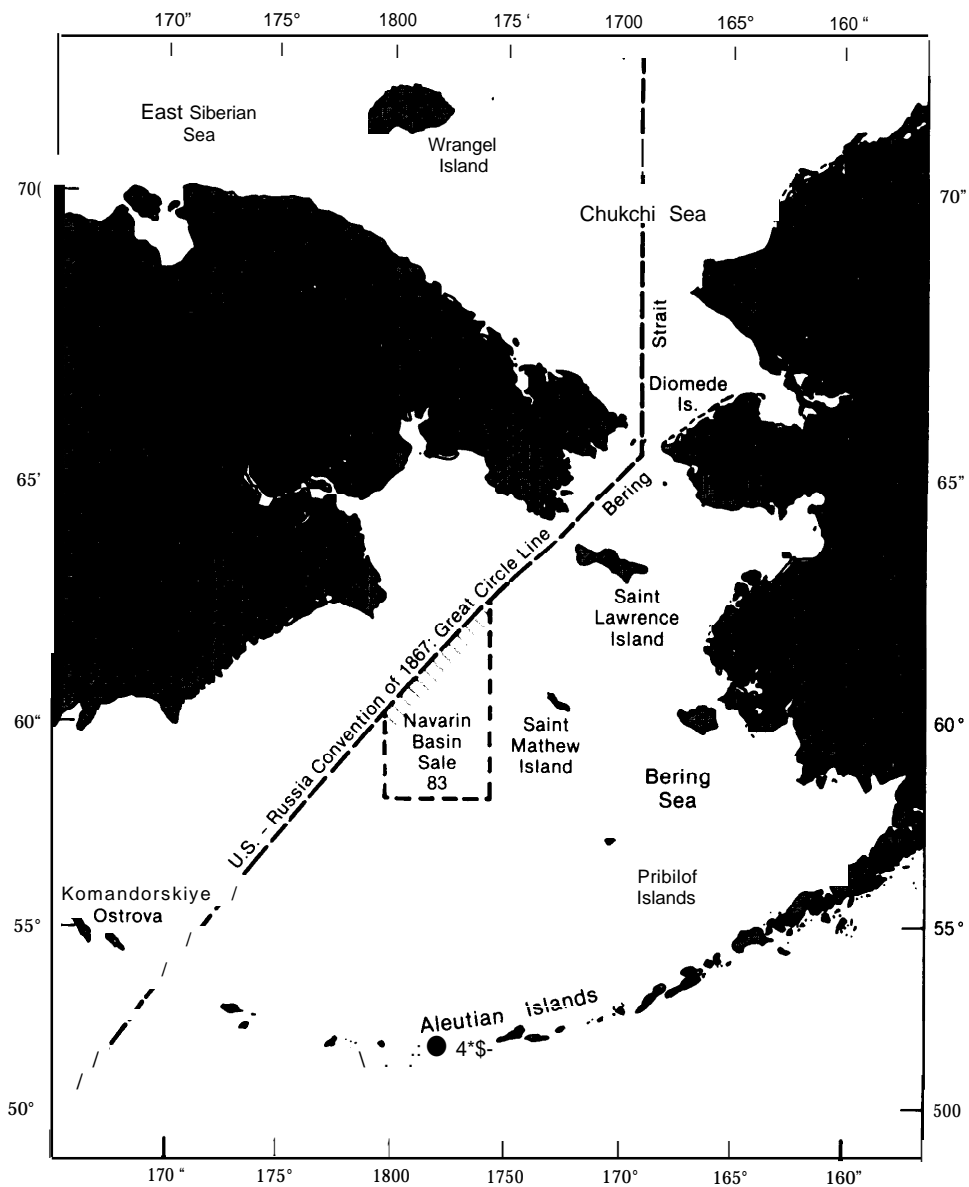 170” 175° 1800 175 ‘ 1700 165° 160 “
East Siberian
Sea
Wrangel
Island
70( 70”
Chukchi Sea
Strait
Diomede
Is.
65’ 65”
Bering
U.S. - Russia Convention of 1867: Great Circle Line
Saint
Lawrence
Island
60“ 60°
Navarin
Basin
Sale
83
Saint
Mathew
Island
Bering
Sea
Pribilof
Islands
Komandorskiye
Ostrova
55° 55°
Aleutian islands
4*$-
50° 500
170 “ 175° 1800 1750 170° 165° 160”